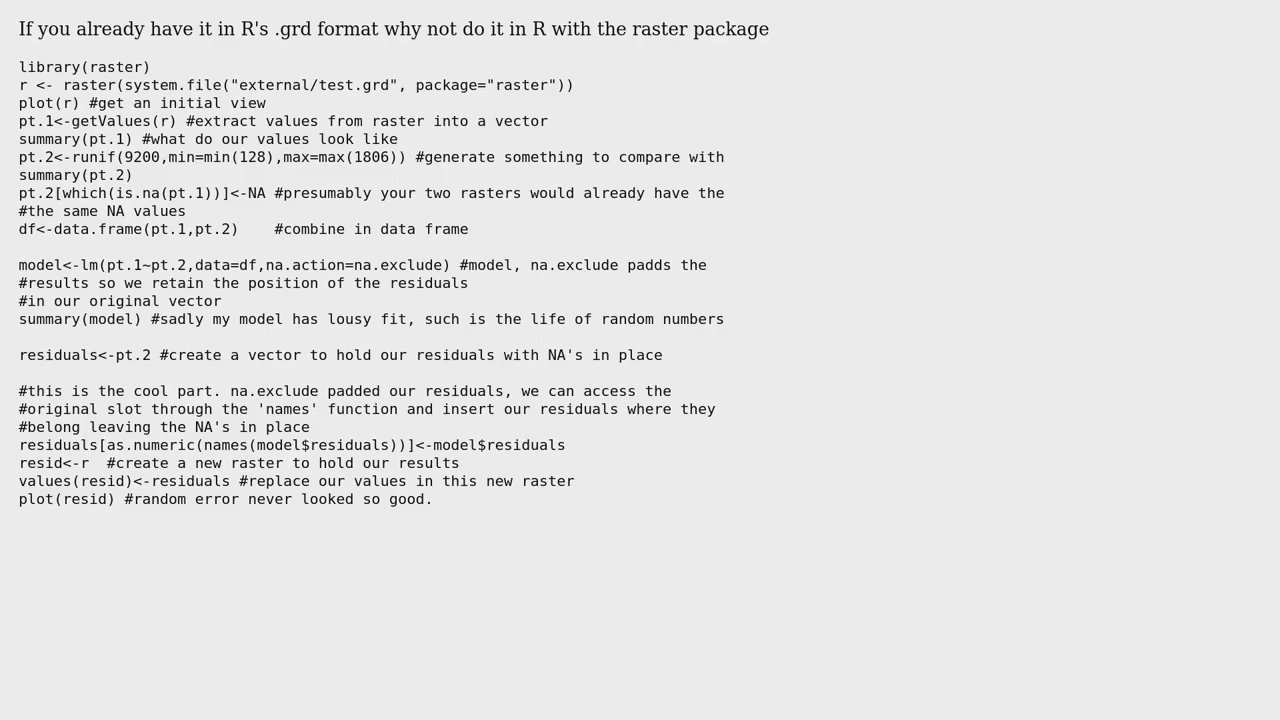 If you already have it in R's .grd format why not do it in R with the raster package
library(raster)
r <- raster(system.file("external/test.grd", package="raster"))
plot(r) #get an initial view
pt.1<-getValues(r) #extract values from raster into a vector
summary(pt.1) #what do our values look like
pt.2<-runif(9200,min=min(128),max=max(1806)) #generate something to compare with
summary(pt.2)
pt.2[which(is.na(pt.1))]<-NA #presumably your two rasters would already have the
#the same NA values
df<-data.frame(pt.1,pt.2)    #combine in data frame
model<-lm(pt.1~pt.2,data=df,na.action=na.exclude) #model, na.exclude padds the
#results so we retain the position of the residuals
#in our original vector
summary(model) #sadly my model has lousy fit, such is the life of random numbers
residuals<-pt.2 #create a vector to hold our residuals with NA's in place
#this is the cool part. na.exclude padded our residuals, we can access the
#original slot through the 'names' function and insert our residuals where they
#belong leaving the NA's in place
residuals[as.numeric(names(model$residuals))]<-model$residuals
resid<-r  #create a new raster to hold our results
values(resid)<-residuals #replace our values in this new raster
plot(resid) #random error never looked so good.